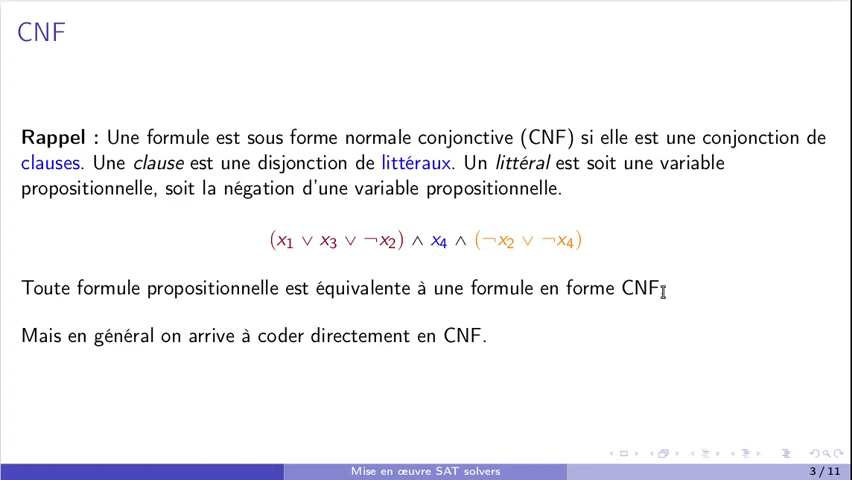 CNF
Rappel : Une formule est sous forme normale conjonctive (CNF) si elle est une conjonction de
clauses. Une clause est une disjonction de littéraux. Un littéral est soit une variable
propositionnelle, soit la négation d'une variable propositionnelle.
(x₁ ∨ x₃ ∨ ¬x₂) ∧ x₄ ∧ (¬x₂ ∨ ¬x₄)
Toute formule propositionnelle est équivalente à une formule en forme CNF.
Mais en général on arrive à coder directement en CNF.
Mise en œuvre SAT solvers
3 / 11